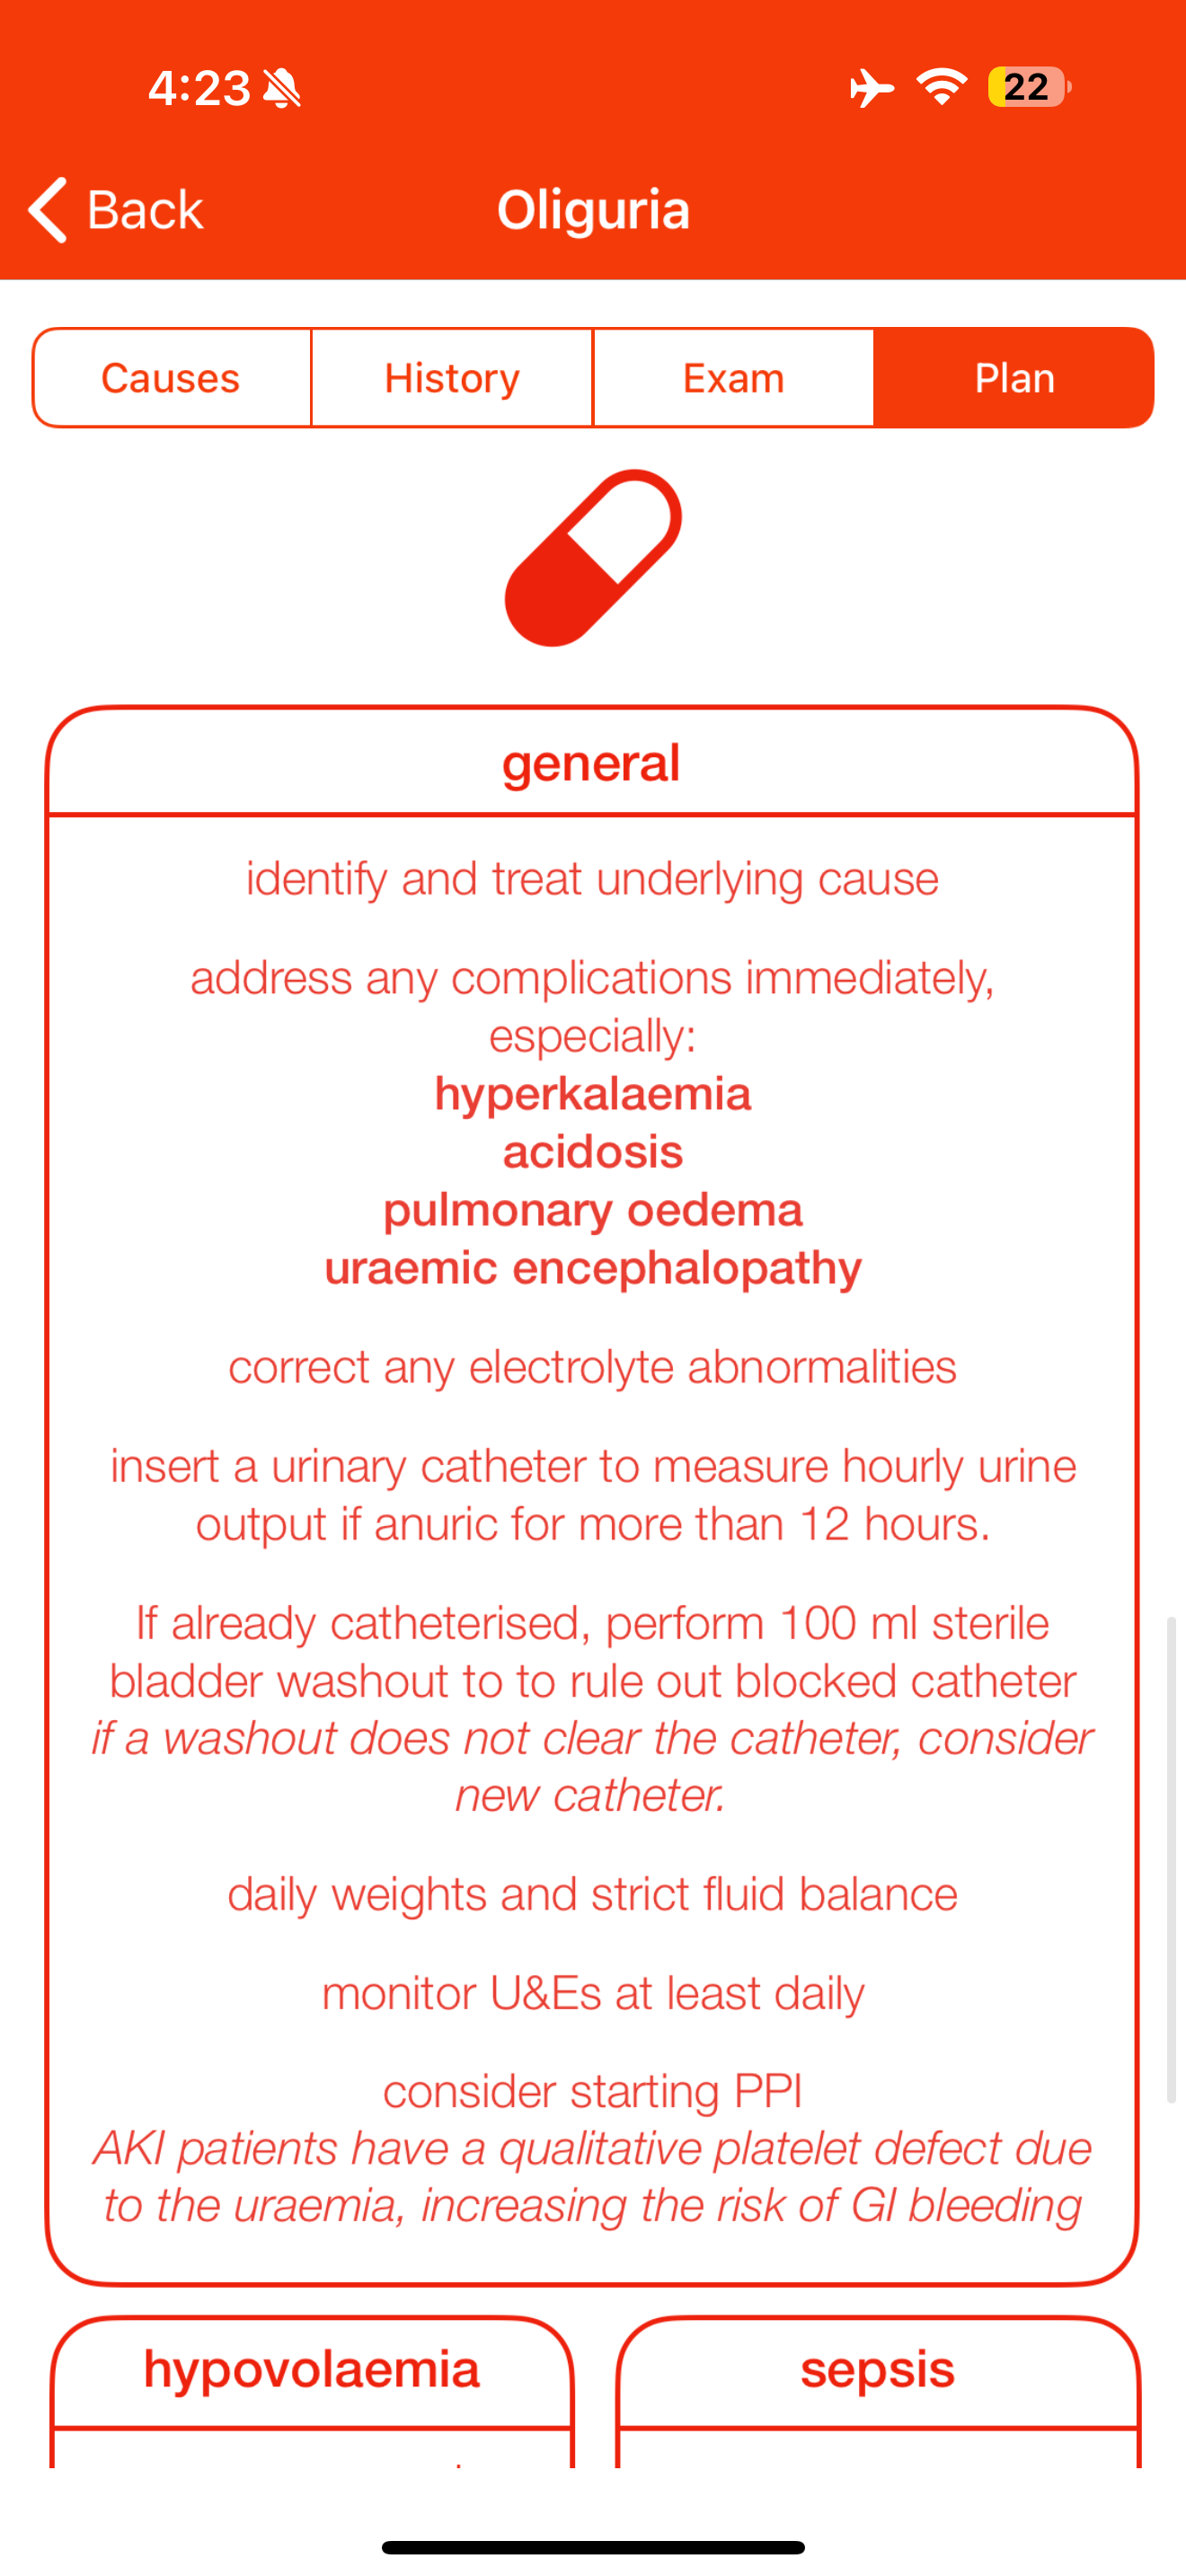 4:23
22
Back
Oliguria
Causes
History
Exam
Plan
general
identify and treat underlying cause
address any complications immediately,
especially:
hyperkalaemia
acidosis
pulmonary oedema
uraemic encephalopathy
correct any electrolyte abnormalities
insert a urinary catheter to measure hourly urine
output if anuric for more than 12 hours.
If already catheterised, perform 100 ml sterile
bladder washout to to rule out blocked catheter
if a washout does not clear the catheter, consider
new catheter.
daily weights and strict fluid balance
monitor U&Es at least daily
consider starting PPI
AKI patients have a qualitative platelet defect due
to the uraemia, increasing the risk of GI bleeding
hypovolaemia
sepsis